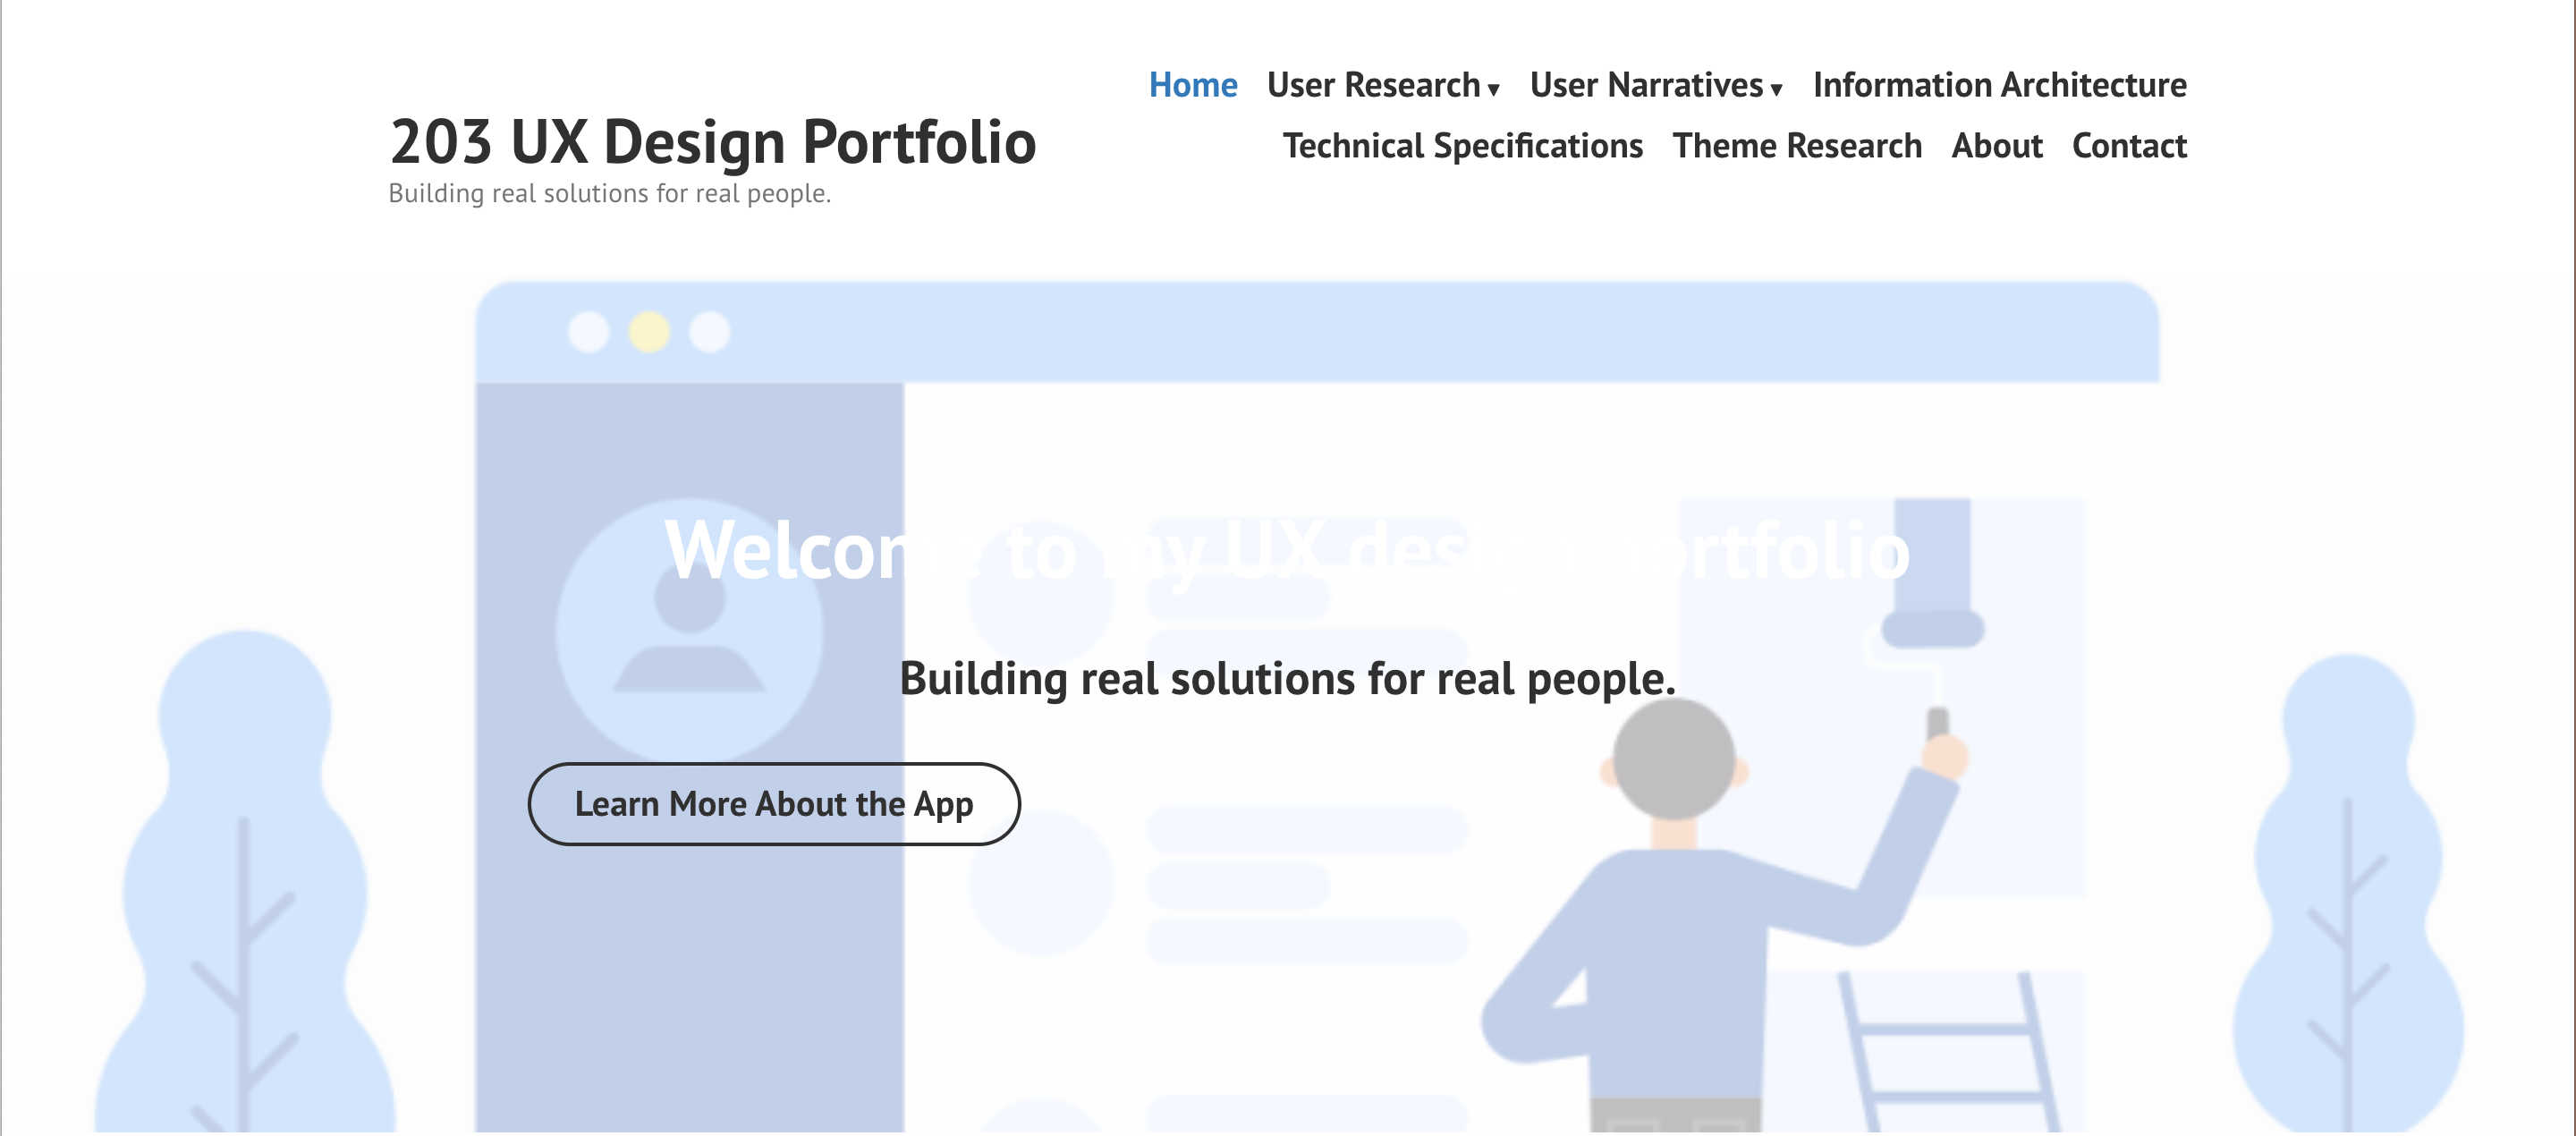 Home User Research ▾ User Narratives ▾ Information Architecture
203 UX Design Portfolio
Technical Specifications Theme Research About Contact
Building real solutions for real people.
Welcome to my UX design portfolio
Building real solutions for real people.
Learn More About the App